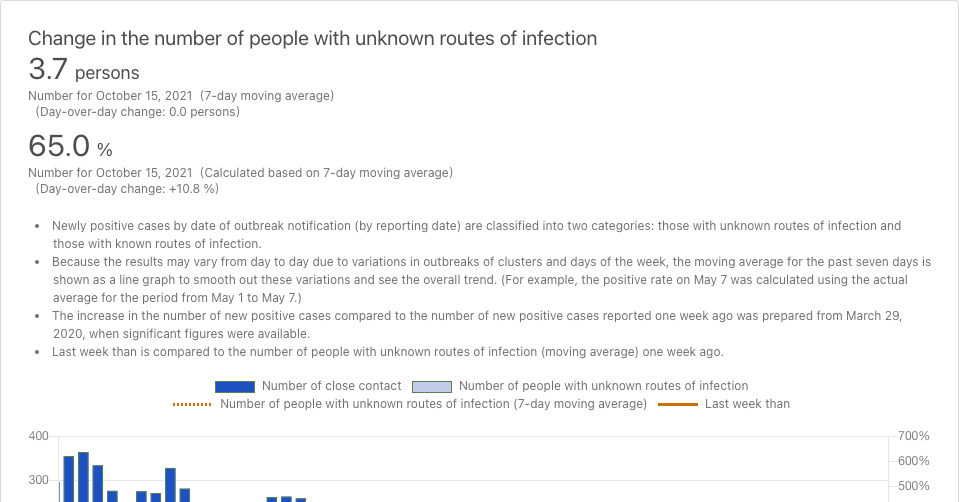 Change in the number of people with unknown routes of infection
3.7 persons
Number for October 15, 2021 (7-day moving average)
(Day-over-day change: 0.0 persons)
65.0 %
Number for October 15, 2021 (Calculated based on 7-day moving average)
(Day-over-day change: +10.8 %)
• Newly positive cases by date of outbreak notification (by reporting date) are classified into two categories: those with unknown routes of infection and
those with known routes of infection.
• Because the results may vary from day to day due to variations in outbreaks of clusters and days of the week, the moving average for the past seven days is
shown as a line graph to smooth out these variations and see the overall trend. (For example, the positive rate on May 7 was calculated using the actual
average for the period from May 1 to May 7.)
• The increase in the number of new positive cases compared to the number of new positive cases reported one week ago was prepared from March 29,
2020, when significant figures were available.
• Last week than is compared to the number of people with unknown routes of infection (moving average) one week ago.
Number of close contact Number of people with unknown routes of infection
Number of people with unknown routes of infection (7-day moving average) Last week than
400 700%
600%
300 500%